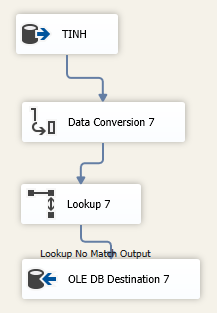 TINH
Data Conversion 7
Lookup 7
Lookup No Match Output
OLE DB Destination 7